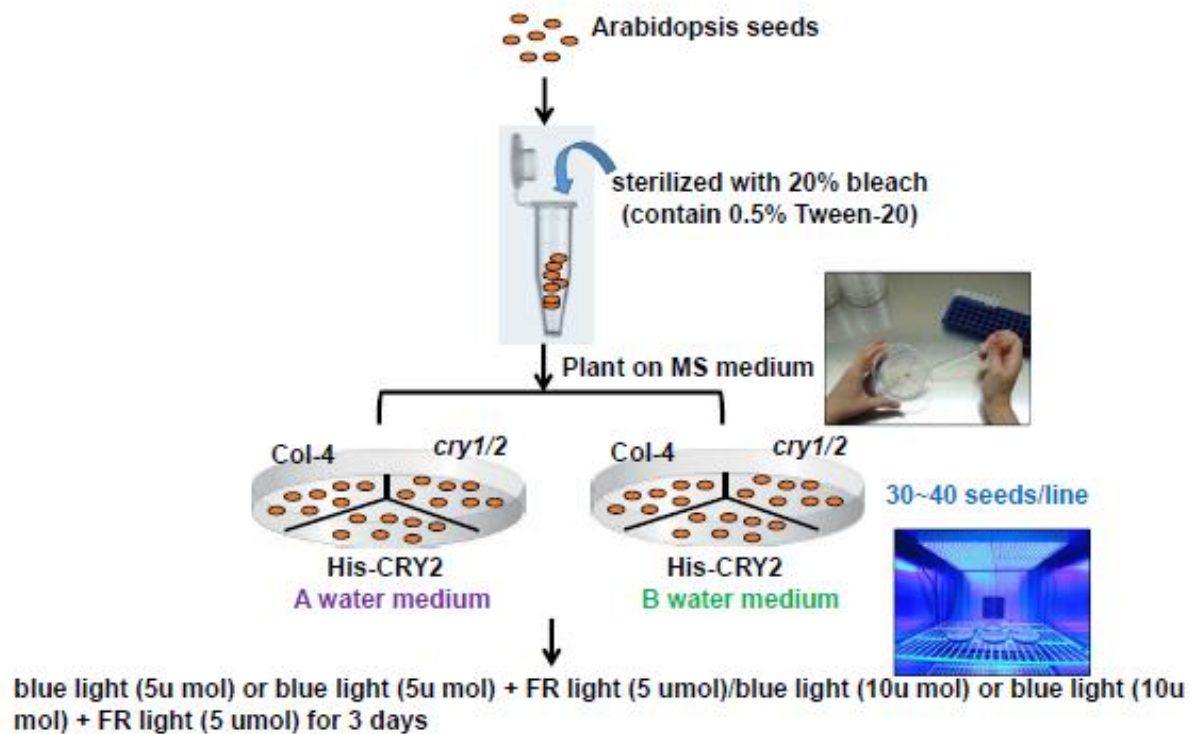 Arabidopsis seeds
sterilized with 20% bleach
(contain 0.5% Tween-20)
Plant on MS medium
Col-4
cry1/2
Col-4
cry1/2
30~40 seeds/line
His-CRY2
His-CRY2
A water medium
B water medium
blue light (5u mol) or blue light (5u mol) + FR light (5 umol)/blue light (10u mol) or blue light (10u
mol) + FR light (5 umol) for 3 days